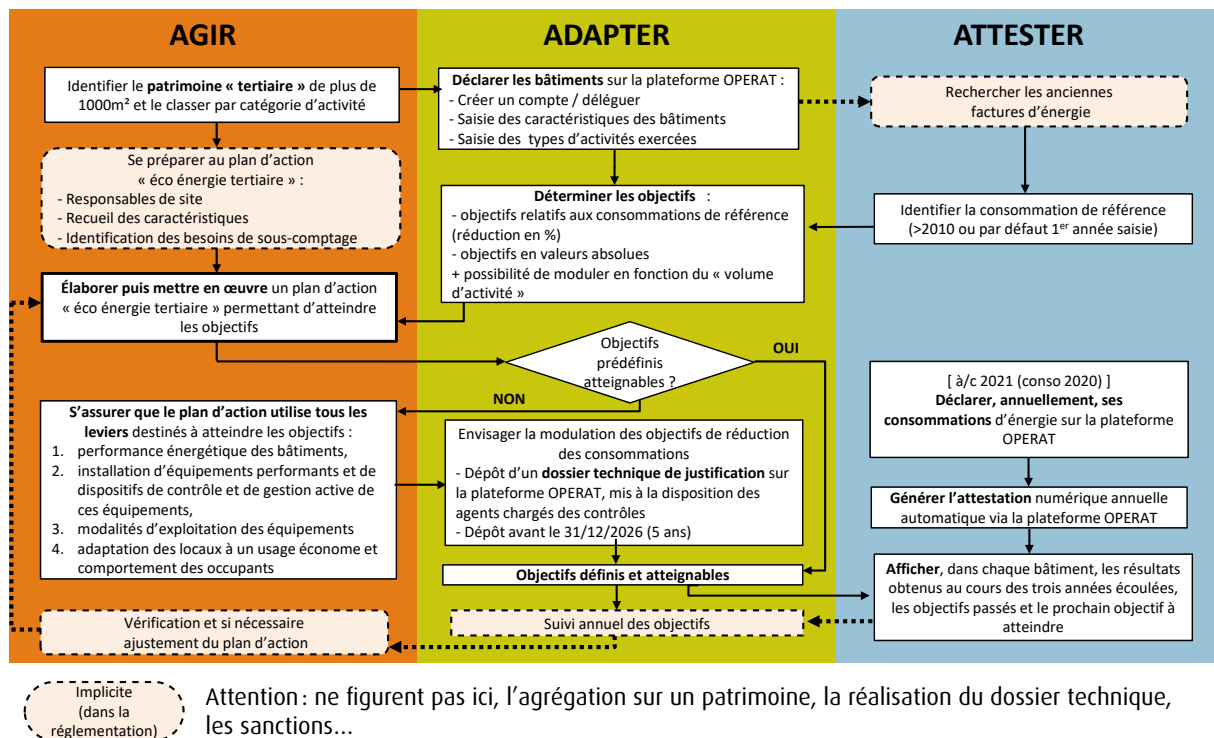 AGIR
Identifier le patrimoine « tertiaire » de plus de
1000m² et le classer par catégorie d’activité
Se préparer au plan d’action
« éco énergie tertiaire » :
- Responsables de site
- Recueil des caractéristiques
- Identification des besoins de sous-comptage
Élaborer puis mettre en œuvre un plan d’action
« éco énergie tertiaire » permettant d’atteindre
les objectifs
S’assurer que le plan d’action utilise tous les
leviers destinés à atteindre les objectifs :
1. performance énergétique des bâtiments,
2. installation d’équipements performants et de
dispositifs de contrôle et de gestion active de
ces équipements,
3. modalités d’exploitation des équipements
4. adaptation des locaux à un usage économe et
comportement des occupants
Vérification et si nécessaire
ajustement du plan d’action
ADAPTER
Déclarer les bâtiments sur la plateforme OPERAT :
- Créer un compte / déléguer
- Saisie des caractéristiques des bâtiments
- Saisie des types d’activités exercées
Déterminer les objectifs :
- objectifs relatifs aux consommations de référence
(réduction en %)
- objectifs en valeurs absolues
+ possibilité de moduler en fonction du « volume
d’activité »
Objectifs
prédéfinis
atteignables ?
OUI
NON
Envisager la modulation des objectifs de réduction
des consommations
- Dépôt d’un dossier technique de justification sur
la plateforme OPERAT, mis à la disposition des
agents chargés des contrôles
- Dépôt avant le 31/12/2026 (5 ans)
Objectifs définis et atteignables
Suivi annuel des objectifs
ATTESTER
Rechercher les anciennes
factures d’énergie
Identifier la consommation de référence
(>2010 ou par défaut 1er année saisie)
[ à/c 2021 (conso 2020) ]
Déclarer, annuellement, ses
consommations d’énergie sur la plateforme
OPERAT
Générer l’attestation numérique annuelle
automatique via la plateforme OPERAT
Afficher, dans chaque bâtiment, les résultats
obtenus au cours des trois années écoulées,
les objectifs passés et le prochain objectif à
atteindre
Implicite
(dans la
réglementation)
Attention : ne figurent pas ici, l’agrégation sur un patrimoine, la réalisation du dossier technique,
les sanctions...